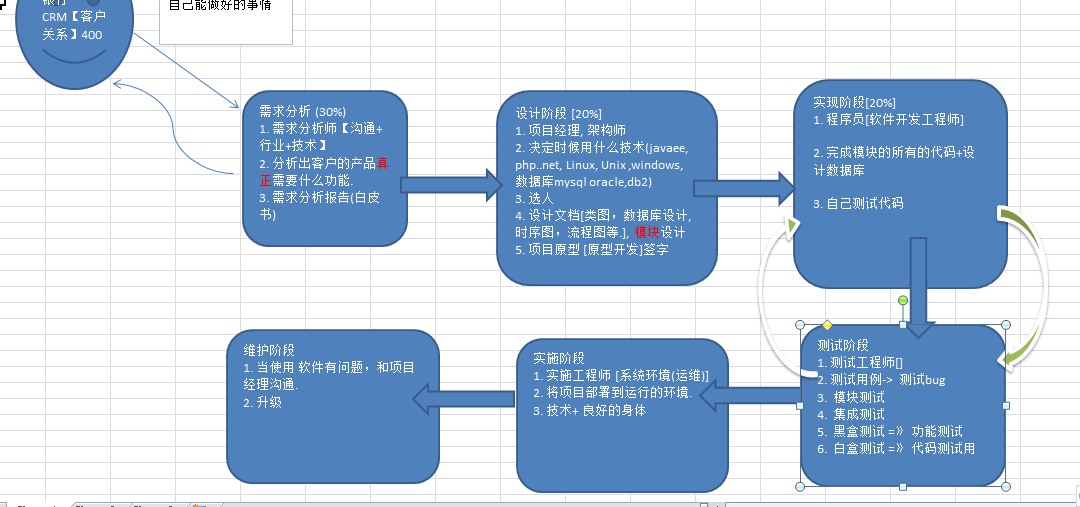 银行
CRM【客户
关系】400
自己能做好的事情
需求分析 (30%)
1. 需求分析师【沟通+
行业+技术】
2. 分析出客户的产品真
正需要什么功能.
3. 需求分析报告(白皮
书)
设计阶段 [20%]
1. 项目经理, 架构师
2. 决定时候用什么技术(javaee,
php..net, Linux, Unix ,windows,
数据库mysql oracle,db2)
3. 选人
4. 设计文档[类图，数据库设计,
时序图，流程图等.], 模块设计
5. 项目原型 [原型开发]签字
实现阶段[20%]
1. 程序员[软件开发工程师]
2. 完成模块的所有的代码+设
计数据库
3. 自己测试代码
维护阶段
1. 当使用 软件有问题，和项目
经理沟通.
2. 升级
实施阶段
1. 实施工程师 [系统环境(运维)]
2. 将项目部署到运行的环境.
3. 技术+ 良好的身体
测试阶段
1. 测试工程师[]
2. 测试用例-> 测试bug
3. 模块测试
4. 集成测试
5. 黑盒测试 =》 功能测试
6. 白盒测试 =》 代码测试用